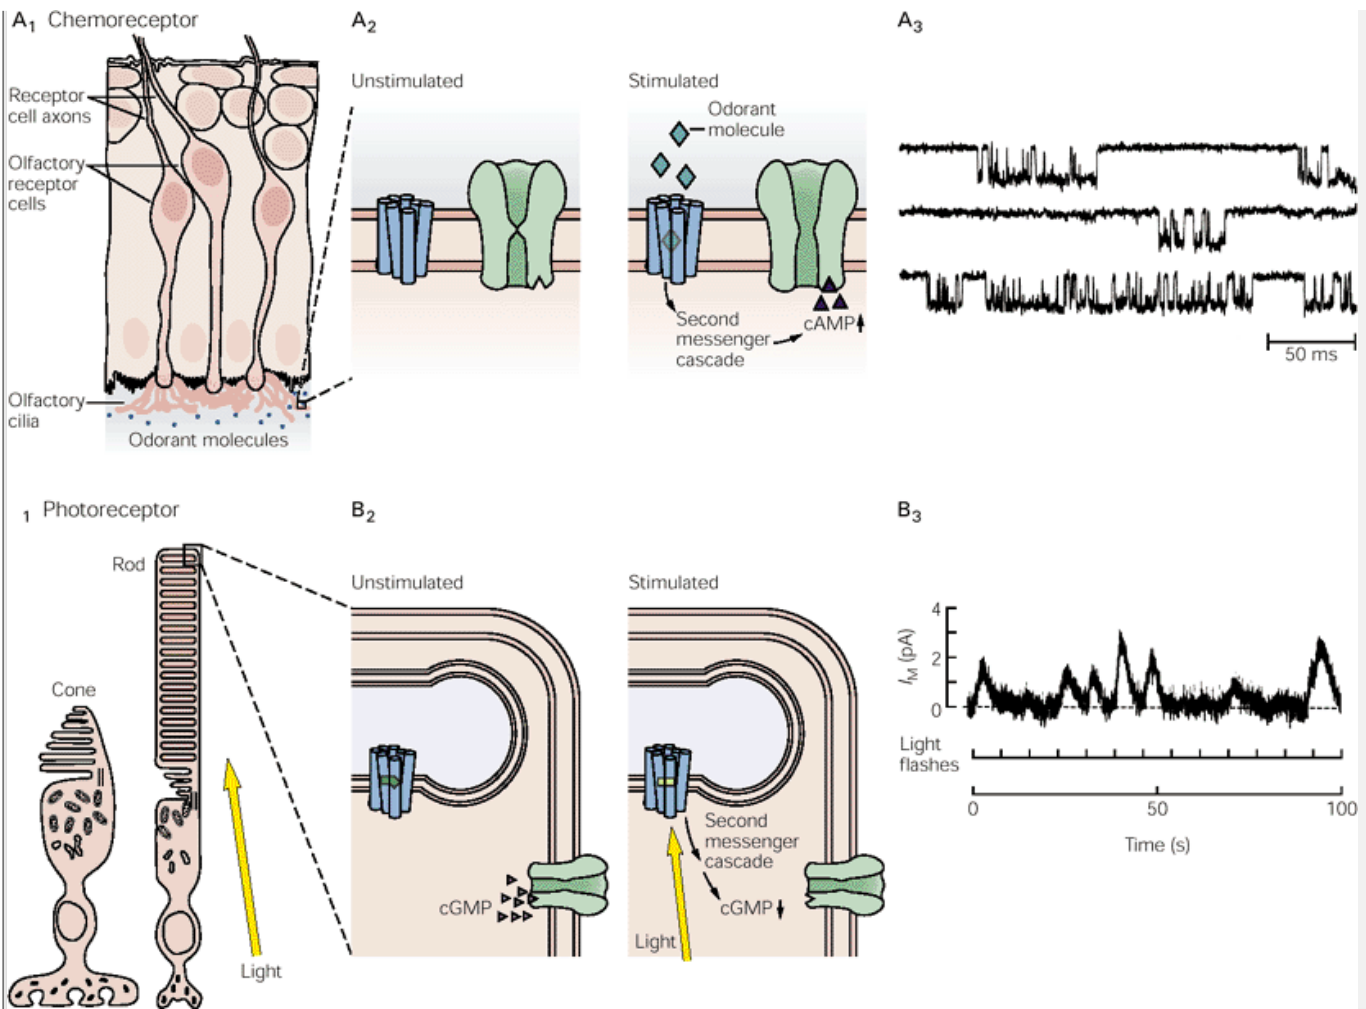 A1 Chemoreceptor
Receptor
cell axons
Olfactory
receptor
cells
Olfactory
cilia
Odorant molecules
A2
Unstimulated
Stimulated
Odorant
molecule
Second
messenger
cascade
cAMP
A3
50 ms
1 Photoreceptor
Rod
Cone
Light
B2
Unstimulated
cGMP
Stimulated
Second
messenger
cascade
cGMP
Light
B3
IM (pA)
4
2
0
Light
flashes
0 50 100
Time (s)